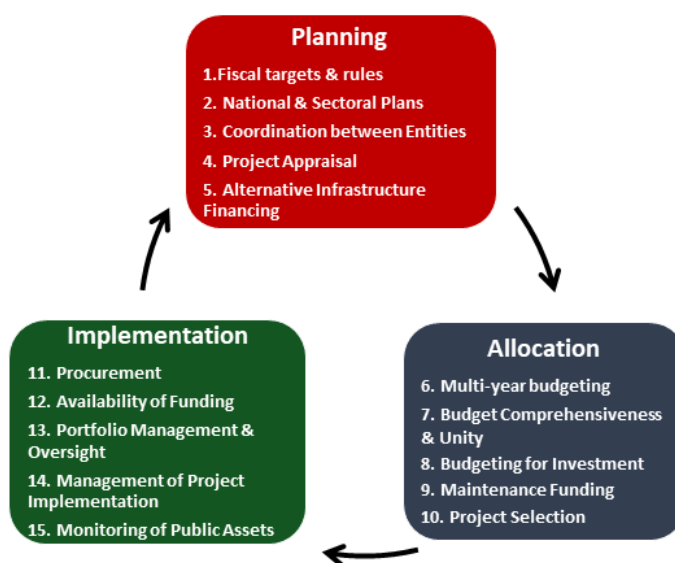 Planning
1.Fiscal targets & rules
2. National & Sectoral Plans
3. Coordination between Entities
4. Project Appraisal
5. Alternative Infrastructure
Financing
Implementation
11. Procurement
12. Availability of Funding
13. Portfolio Management &
Oversight
14. Management of Project
Implementation
15. Monitoring of Public Assets
Allocation
6. Multi-year budgeting
7. Budget Comprehensiveness
& Unity
8. Budgeting for Investment
9. Maintenance Funding
10. Project Selection